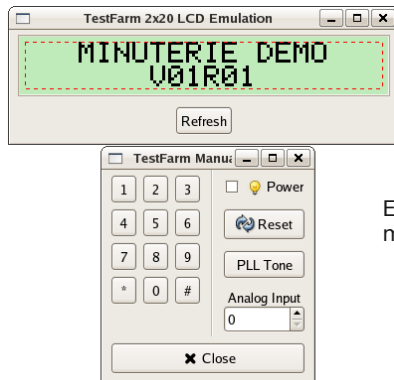 TestFarm 2x20 LCD Emulation
MINUTERIE DEMO
V01R01
Refresh
TestFarm Manua
1 2 3 Power
4 5 6 Reset
7 8 9 PLL Tone
* 0 # Analog Input
0
Close